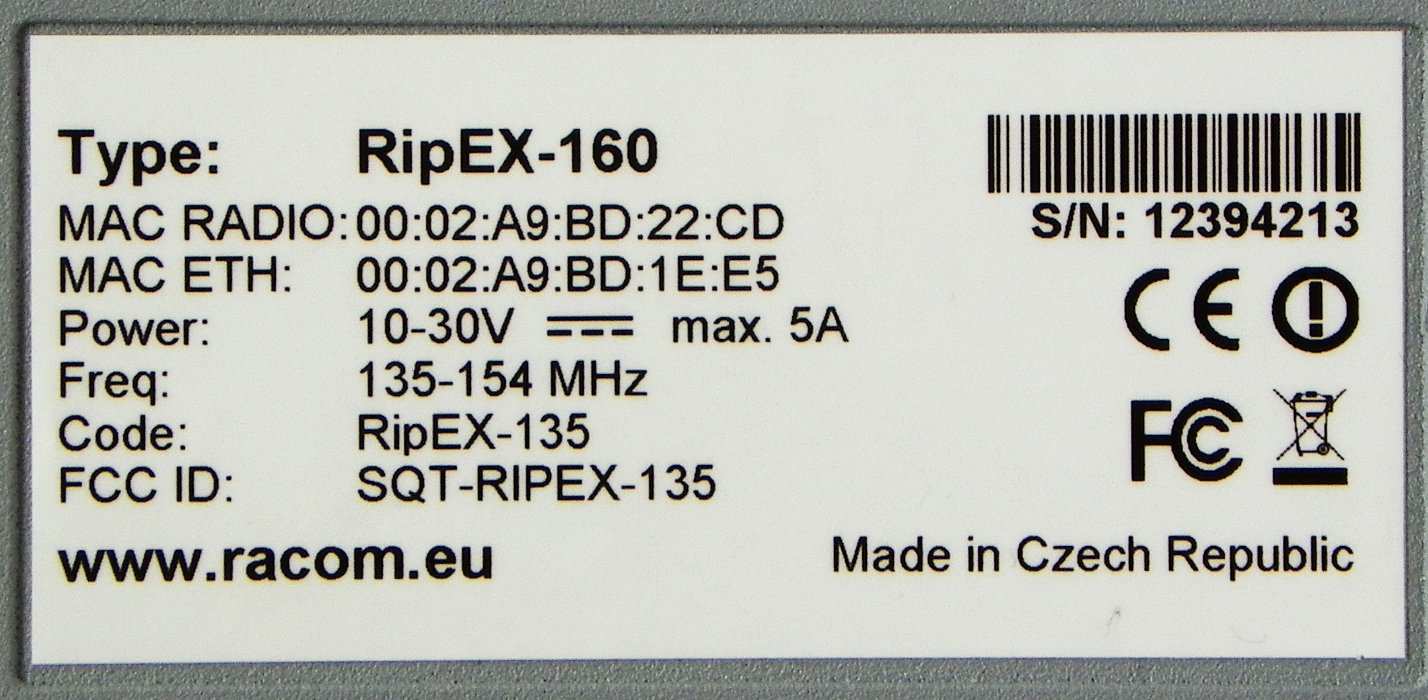 Type: RipEX-160
MAC RADIO: 00:02:A9:BD:22:CD
MAC ETH: 00:02:A9:BD:1E:E5
Power: 10-30V max. 5A
Freq: 135-154 MHz
Code: RipEX-135
FCC ID: SQT-RIPEX-135
www.racom.eu
S/N: 12394213
CE
FC
Made in Czech Republic